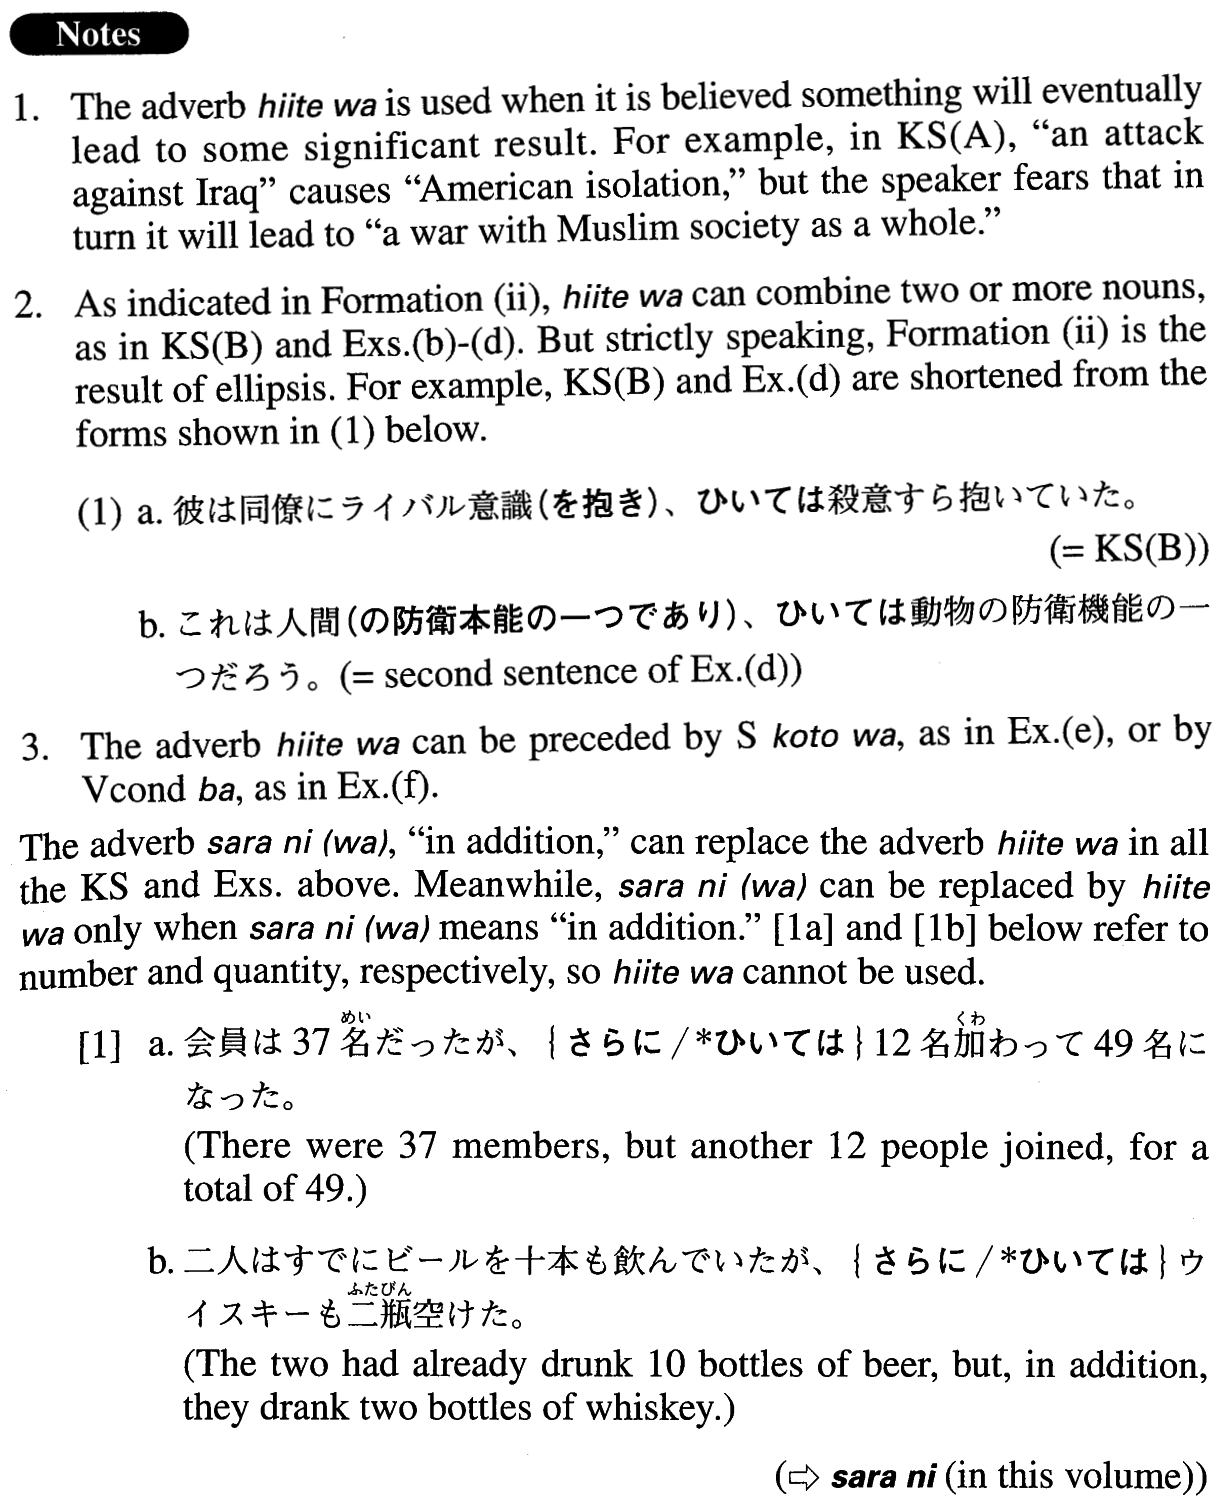 Notes
1. The adverb hiite wa is used when it is believed something will eventually
lead to some significant result. For example, in KS(A), “an attack
against Iraq” causes “American isolation,” but the speaker fears that in
turn it will lead to “a war with Muslim society as a whole.”
2. As indicated in Formation (ii), hiite wa can combine two or more nouns,
as in KS(B) and Exs.(b)-(d). But strictly speaking, Formation (ii) is the
result of ellipsis. For example, KS(B) and Ex.(d) are shortened from the
forms shown in (1) below.
(1) a. 彼は同僚にライバル意識(を抱き)、ひいては殺意すら抱いていた。
(= KS(B))
b. これは人間(の防衛本能の一つであり)、ひいては動物の防衛機能の一
つだろう。(= second sentence of Ex.(d))
3. The adverb hiite wa can be preceded by S koto wa, as in Ex.(e), or by
Vcond ba, as in Ex.(f).
The adverb sara ni (wa), “in addition,” can replace the adverb hiite wa in all
the KS and Exs. above. Meanwhile, sara ni (wa) can be replaced by hiite
wa only when sara ni (wa) means “in addition.” [1a] and [1b] below refer to
number and quantity, respectively, so hiite wa cannot be used.
めい くわ
[1] a. 会員は 37 名だったが、{さらに/*ひいては} 12 名加わって 49 名に
なった。
(There were 37 members, but another 12 people joined, for a
total of 49.)
b. 二人はすでにビールを十本も飲んでいたが、{さらに/*ひいては}ウ
ふたびん
イスキーも二瓶空けた。
(The two had already drunk 10 bottles of beer, but, in addition,
they drank two bottles of whiskey.)
(⇨ sara ni (in this volume))